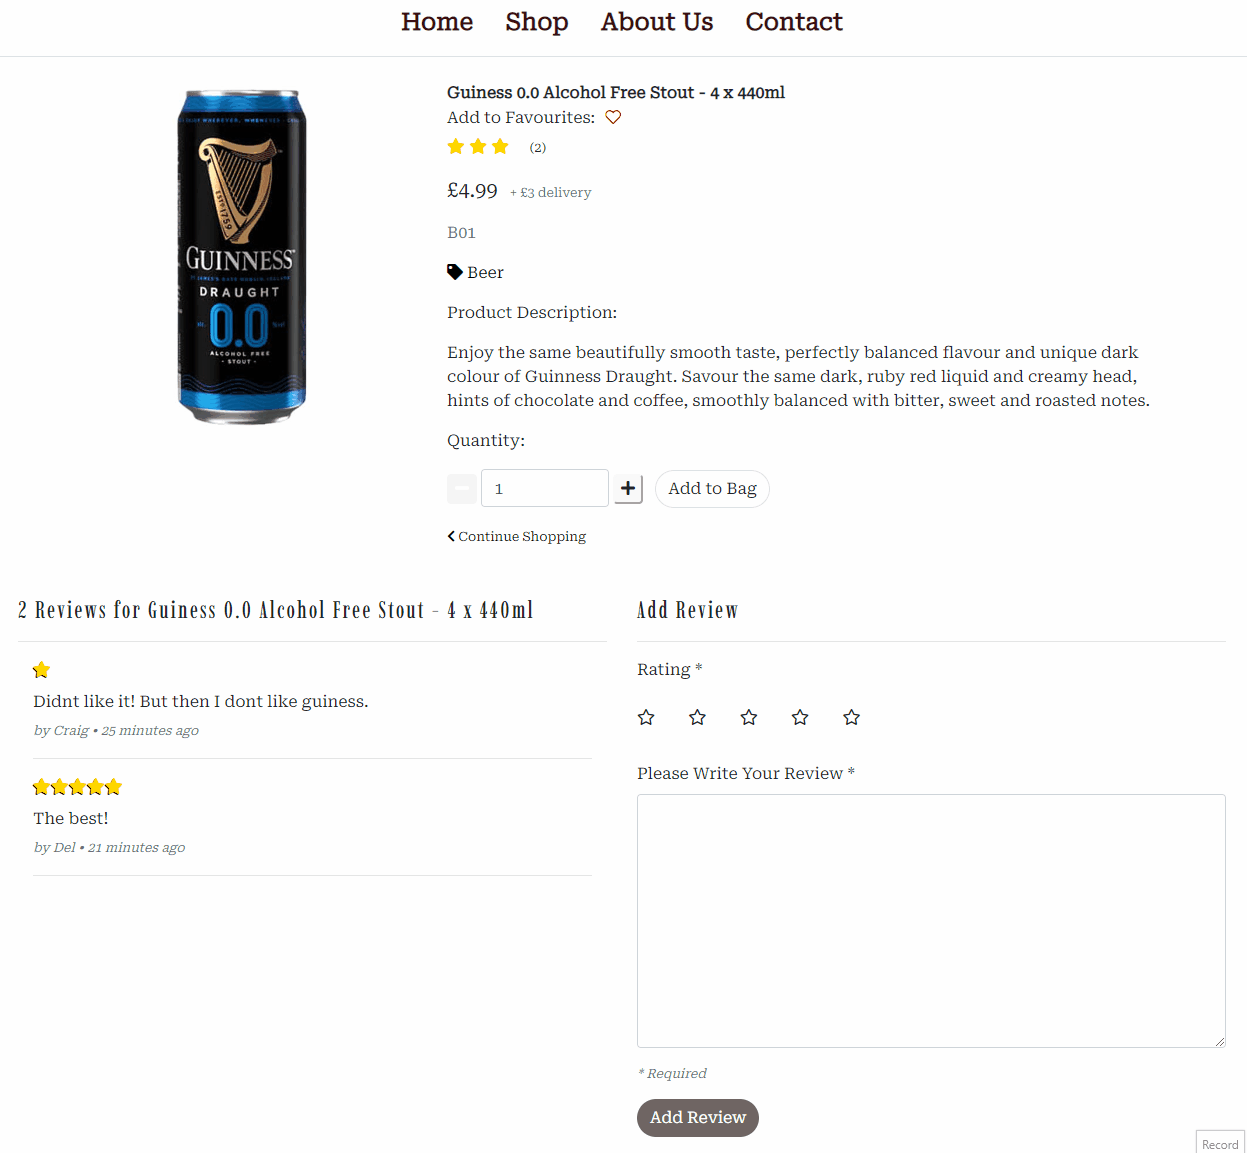 Home Shop About Us Contact
Guiness 0.0 Alcohol Free Stout - 4 x 440ml
Add to Favourites:
(2)
£4.99 + £3 delivery
B01
Beer
Product Description:
Enjoy the same beautifully smooth taste, perfectly balanced flavour and unique dark
colour of Guinness Draught. Savour the same dark, ruby red liquid and creamy head,
hints of chocolate and coffee, smoothly balanced with bitter, sweet and roasted notes.
Quantity:
1
Add to Bag
Continue Shopping
ESTD 1759
GUINNESS
DRAUGHT
0.0
ALCOHOL FREE
- STOUT -
2 Reviews for Guiness 0.0 Alcohol Free Stout - 4 x 440ml
Didnt like it! But then I dont like guiness.
by Craig • 25 minutes ago
The best!
by Del • 21 minutes ago
Add Review
Rating *
Please Write Your Review *
* Required
Add Review
Record